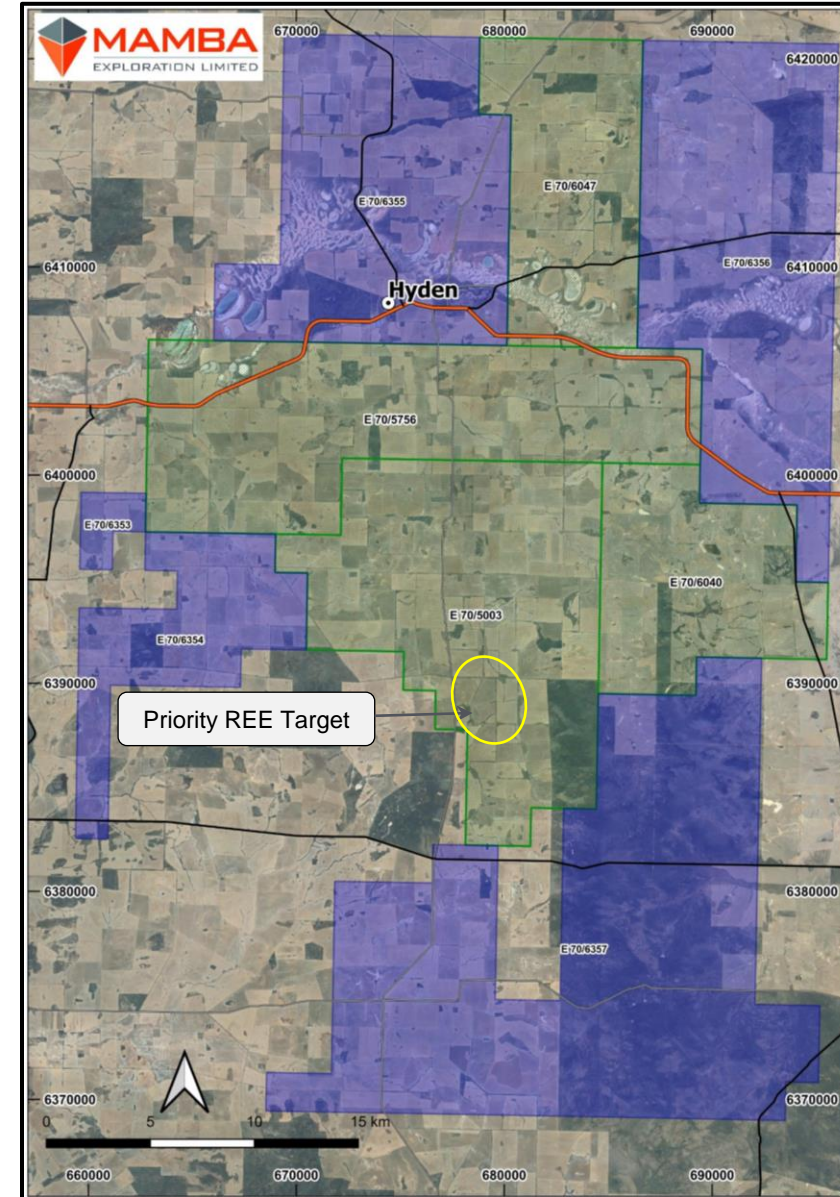 MAMBA
EXPLORATION LIMITED
670000
680000
690000
6420000
E 70/6047
E 70/6355
6410000
E 70/6356
6410000
Hyden
E 70/5756
6400000
6400000
E 70/6353
E 70/6040
E 70/5003
E 70/6354
6390000
6390000
Priority REE Target
6380000
6380000
E 70/6357
6370000
6370000
0 5 10 15 km
660000
670000
680000
690000